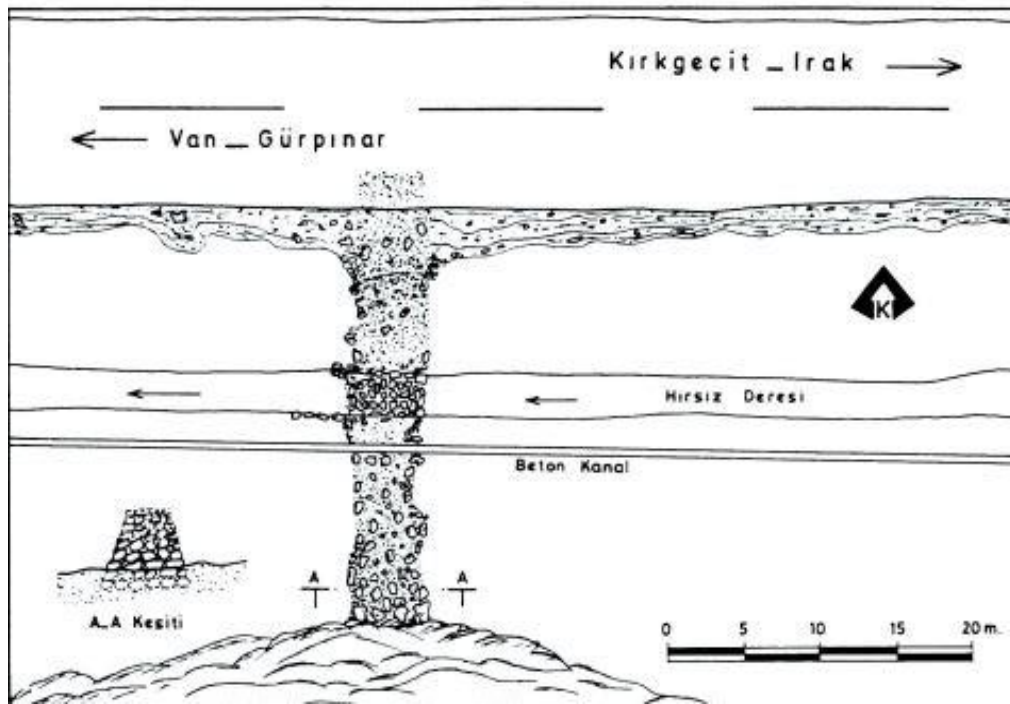 Kırkgeçit _ Irak
Van _ Gürpınar
K
Hırsız Deresi
Beton Kanal
A A
A_A Kesiti
0 5 10 15 20 m.